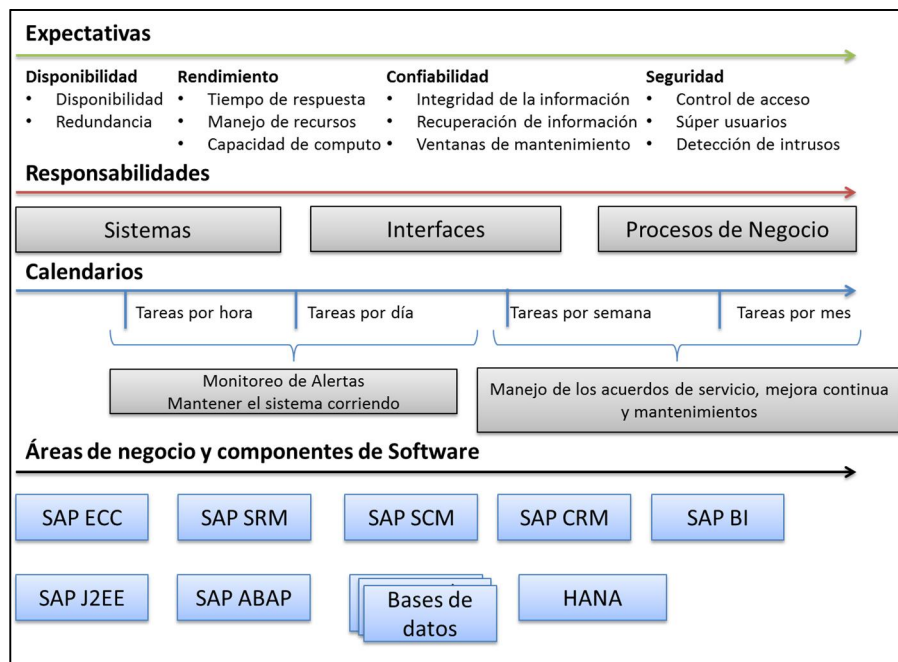 Expectativas
Disponibilidad Rendimiento Confiabilidad Seguridad
• Disponibilidad • Tiempo de respuesta • Integridad de la información • Control de acceso
• Redundancia • Manejo de recursos • Recuperación de información • Súper usuarios
• Capacidad de computo • Ventanas de mantenimiento • Detección de intrusos
Responsabilidades
Sistemas Interfaces Procesos de Negocio
Calendarios
Tareas por hora Tareas por día Tareas por semana Tareas por mes
Monitoreo de Alertas
Mantener el sistema corriendo
Manejo de los acuerdos de servicio, mejora continua
y mantenimientos
Áreas de negocio y componentes de Software
SAP ECC SAP SRM SAP SCM SAP CRM SAP BI
SAP J2EE SAP ABAP Bases de datos HANA